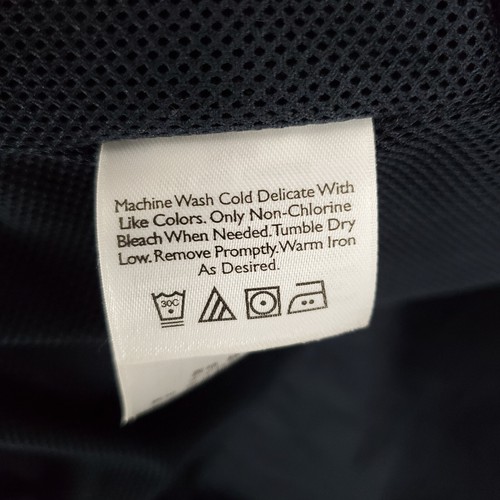 Machine Wash Cold Delicate With
Like Colors. Only Non-Chlorine
Bleach When Needed. Tumble Dry
Low. Remove Promptly. Warm Iron
As Desired.
30C